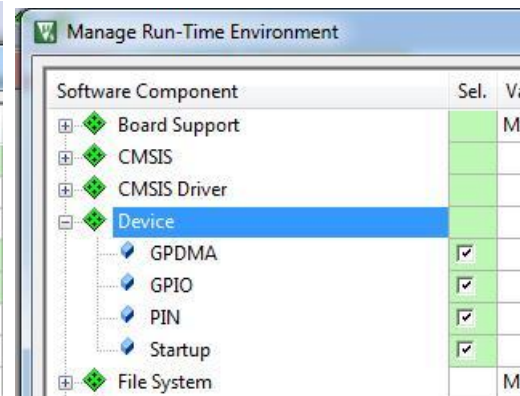 Manage Run-Time Environment
Software Component Sel.
Board Support M
CMSIS
CMSIS Driver
Device
GPDMA
GPIO
PIN
Startup
File System M